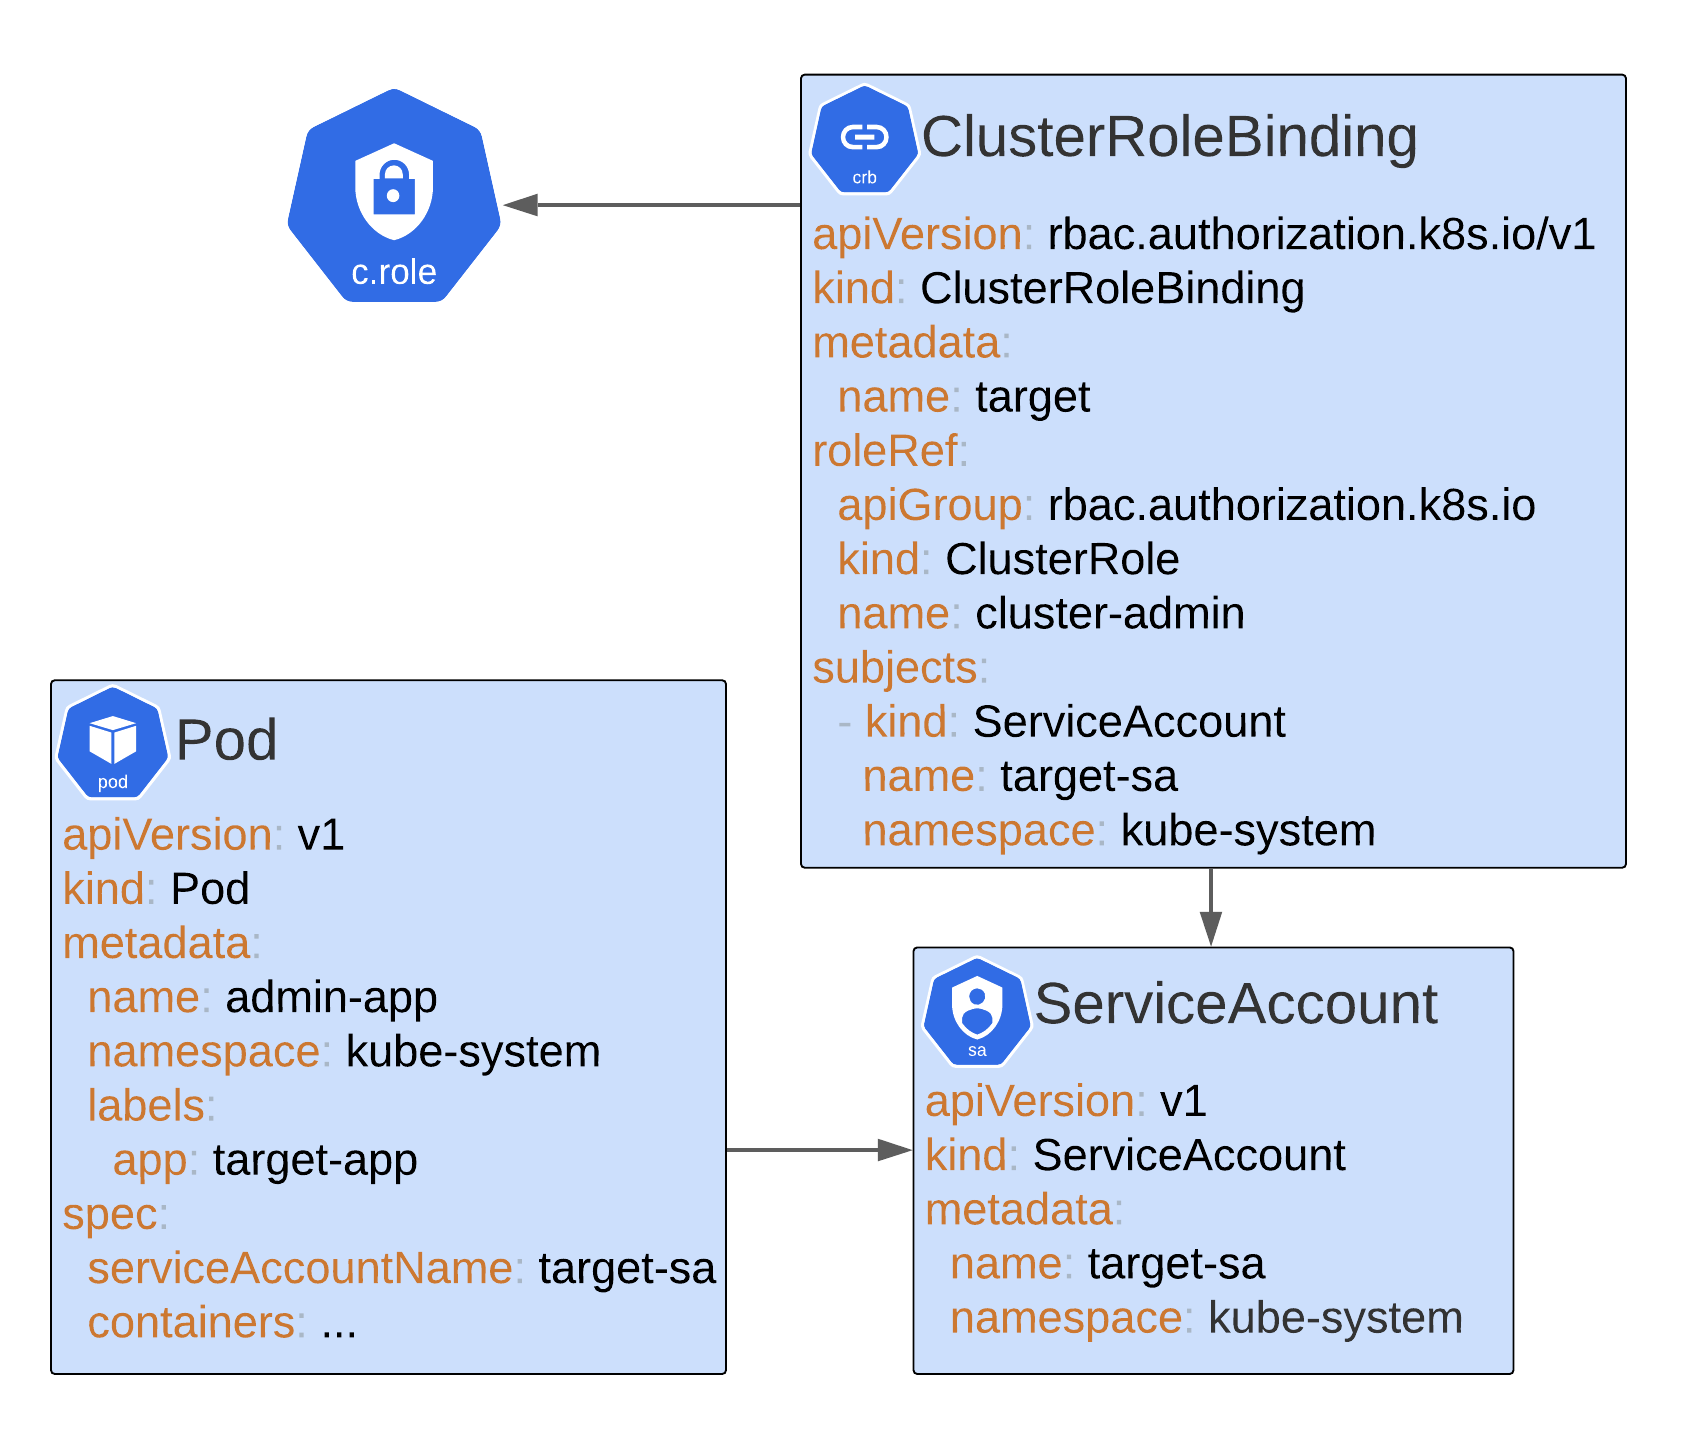 c.role
crb
ClusterRoleBinding
apiVersion: rbac.authorization.k8s.io/v1
kind: ClusterRoleBinding
metadata:
  name: target
roleRef:
  apiGroup: rbac.authorization.k8s.io
  kind: ClusterRole
  name: cluster-admin
subjects:
  - kind: ServiceAccount
    name: target-sa
    namespace: kube-system
pod
Pod
apiVersion: v1
kind: Pod
metadata:
  name: admin-app
  namespace: kube-system
  labels:
    app: target-app
spec:
  serviceAccountName: target-sa
  containers: ...
sa
ServiceAccount
apiVersion: v1
kind: ServiceAccount
metadata:
  name: target-sa
  namespace: kube-system